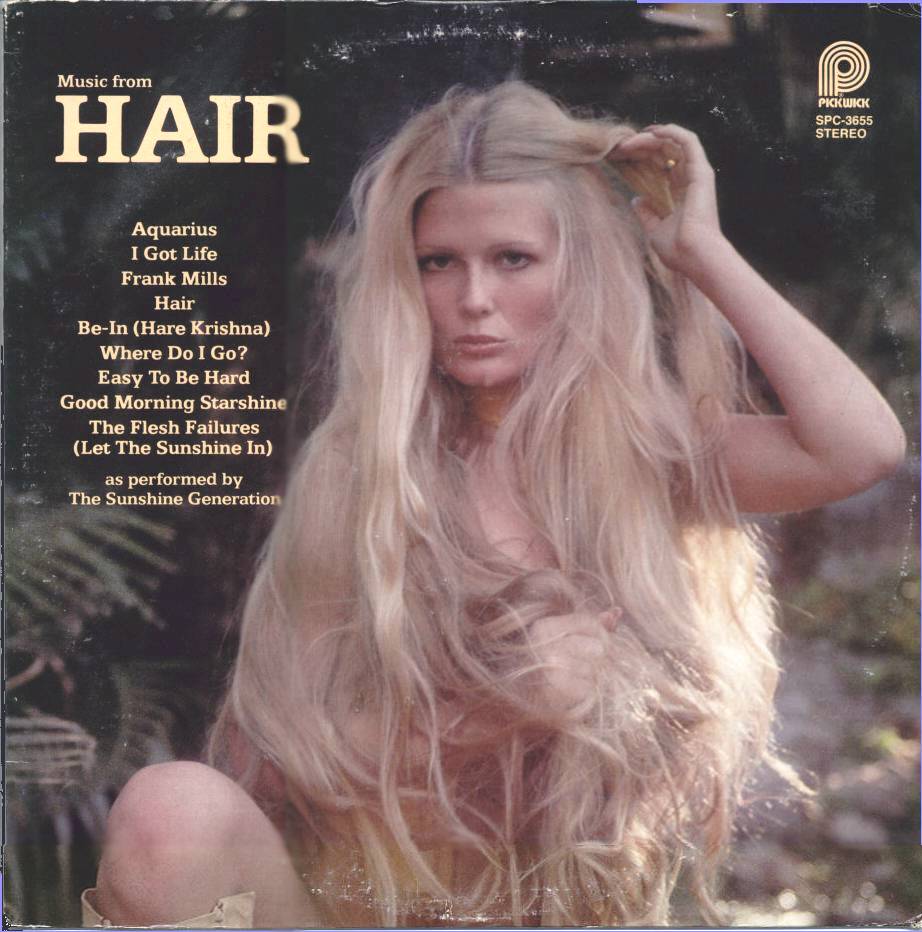 Music from
HAIR
PICKWICK
SPC-3655
STEREO
Aquarius
I Got Life
Frank Mills
Hair
Be-In (Hare Krishna)
Where Do I Go?
Easy To Be Hard
Good Morning Starshine
The Flesh Failures
(Let The Sunshine In)
as performed by
The Sunshine Generation